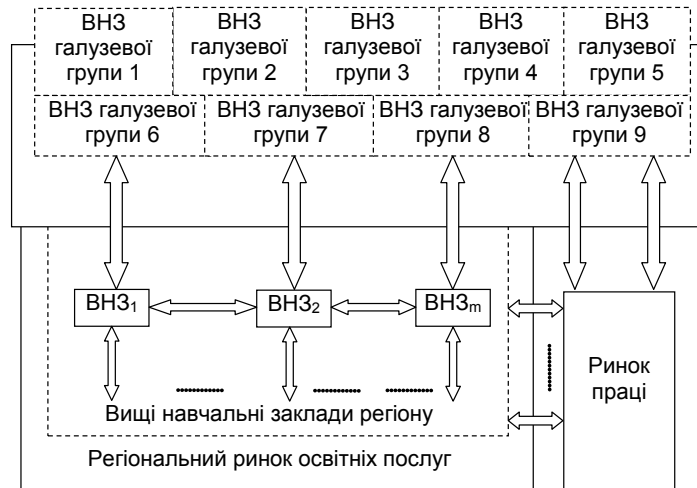 ВНЗ
галузевої
групи 1
ВНЗ
галузевої
групи 2
ВНЗ
галузевої
групи 3
ВНЗ
галузевої
групи 4
ВНЗ
галузевої
групи 5
ВНЗ галузевої
групи 6
ВНЗ галузевої
групи 7
ВНЗ галузевої
групи 8
ВНЗ галузевої
групи 9
ВНЗ₁
ВНЗ₂
ВНЗm
Ринок
праці
Вищі навчальні заклади регіону
Регіональний ринок освітніх послуг